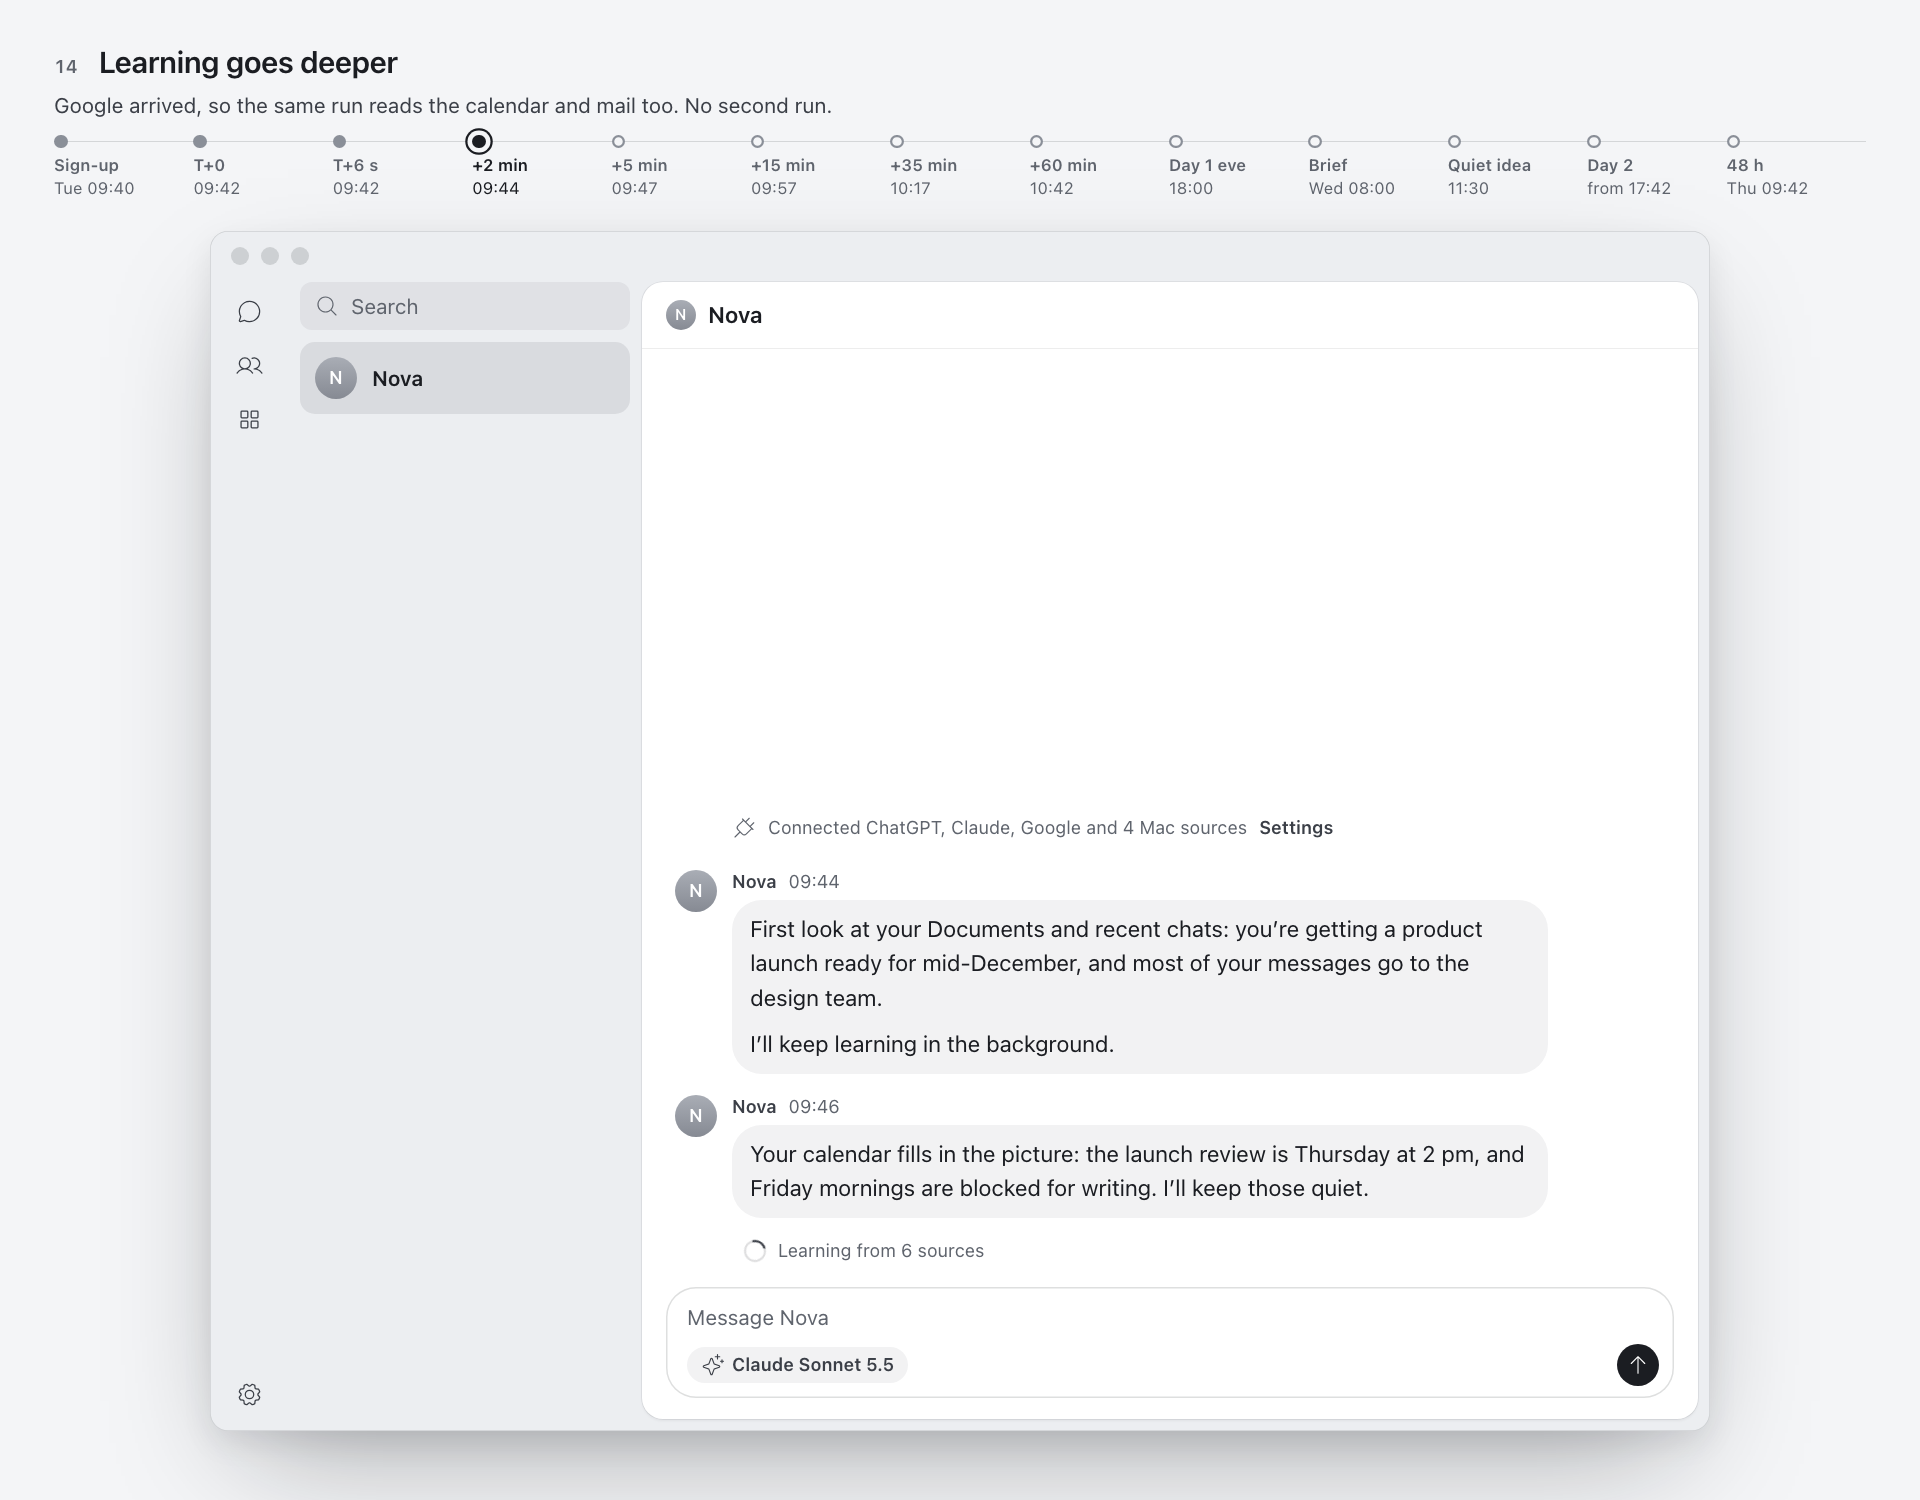 14 Learning goes deeper
Google arrived, so the same run reads the calendar and mail too. No second run.
Sign-up T+0 T+6 s +2 min +5 min +15 min +35 min +60 min Day 1 eve Brief Quiet idea Day 2 48 h
Tue 09:40 09:42 09:42 09:44 09:47 09:57 10:17 10:42 18:00 Wed 08:00 11:30 from 17:42 Thu 09:42
Search
N Nova
N Nova
Connected ChatGPT, Claude, Google and 4 Mac sources Settings
N Nova 09:44
First look at your Documents and recent chats: you’re getting a product
launch ready for mid-December, and most of your messages go to the
design team.
I’ll keep learning in the background.
N Nova 09:46
Your calendar fills in the picture: the launch review is Thursday at 2 pm, and
Friday mornings are blocked for writing. I’ll keep those quiet.
Learning from 6 sources
Message Nova
Claude Sonnet 5.5